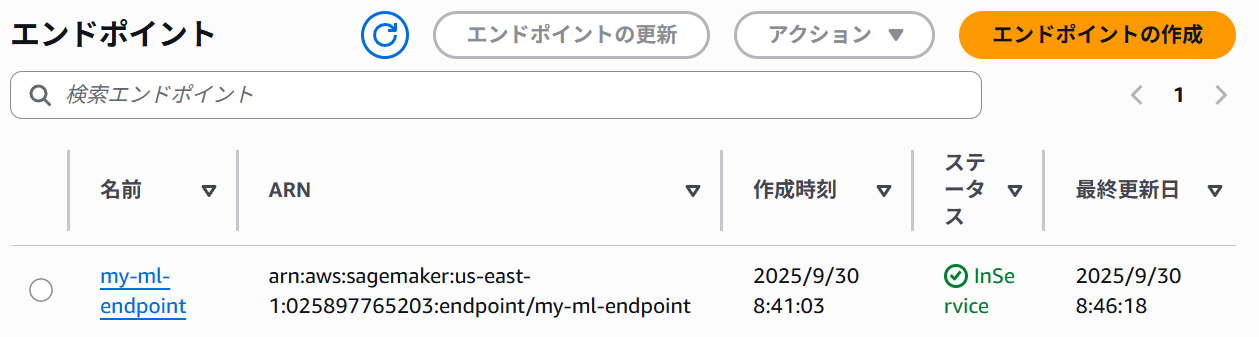 エンドポイント
エンドポイントの更新
アクション
エンドポイントの作成
検索エンドポイント
1
名前
ARN
作成時刻
ステ
ータ
ス
最終更新日
my-ml-
endpoint
arn:aws:sagemaker:us-east-
1:025897765203:endpoint/my-ml-endpoint
2025/9/30
8:41:03
InSe
rvice
2025/9/30
8:46:18